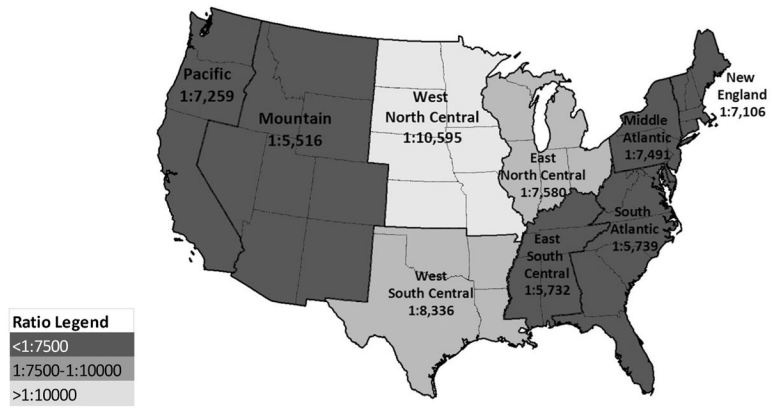 Pacific
1:7,259
Mountain
1:5,516
West
North Central
1:10,595
East
North Central
1:7,580
New
England
1:7,106
Middle
Atlantic
1:7,491
South
Atlantic
1:5,739
East
South
Central
1:5,732
West
South Central
1:8,336
Ratio Legend
<1:7500
1:7500-1:10000
>1:10000